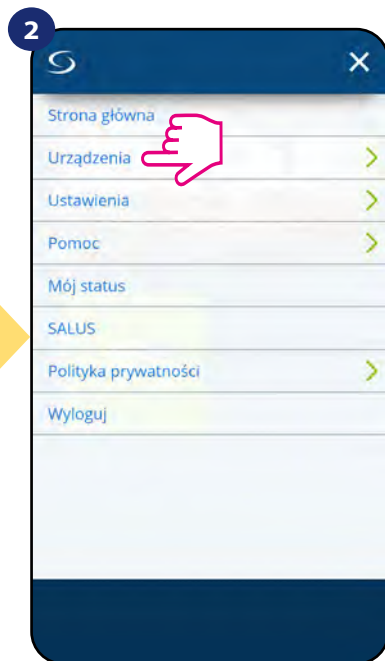 2
Strona główna
Urządzenia
Ustawienia
Pomoc
Mój status
SALUS
Polityka prywatności
Wyloguj